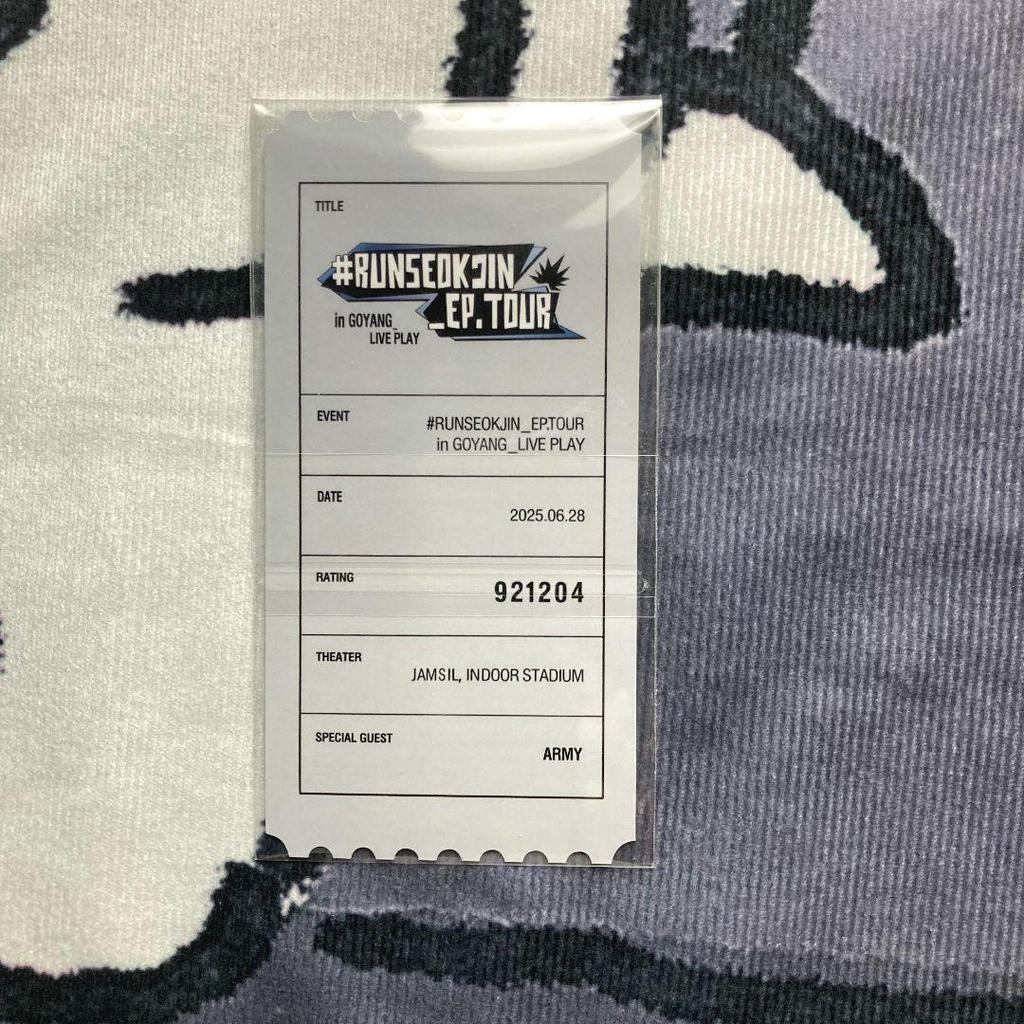 TITLE
#RUNSEOKJIN
_EP.TOUR
in GOYANG_
LIVE PLAY
EVENT
#RUNSEOKJIN_EP.TOUR
in GOYANG_LIVE PLAY
DATE
2025.06.28
RATING
921204
THEATER
JAMSIL, INDOOR STADIUM
SPECIAL GUEST
ARMY